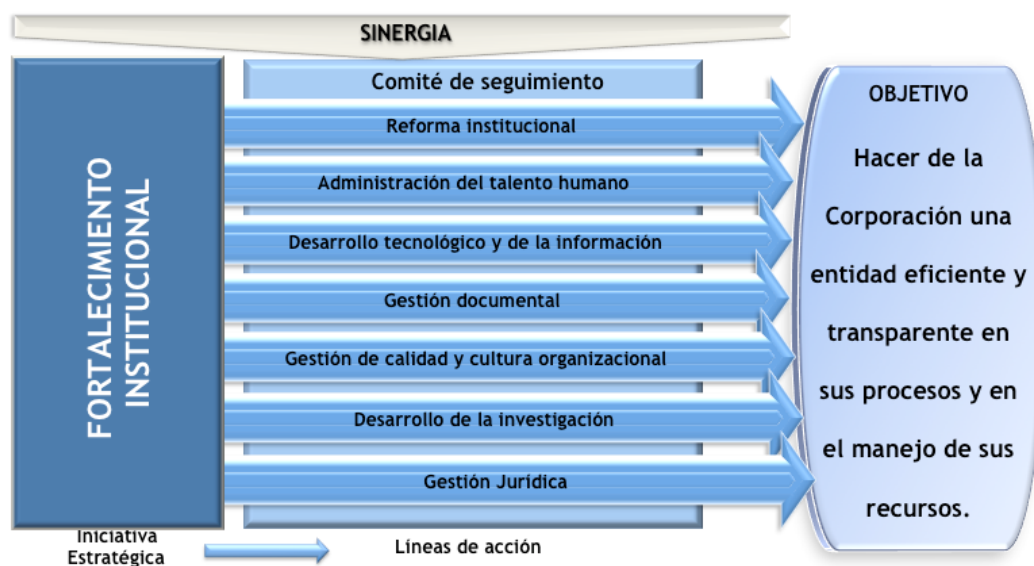 SINERGIA
FORTALECIMIENTO
INSTITUCIONAL
Comité de seguimiento
Reforma institucional
Administración del talento humano
Desarrollo tecnológico y de la información
Gestión documental
Gestión de calidad y cultura organizacional
Desarrollo de la investigación
Gestión Jurídica
OBJETIVO
Hacer de la
Corporación una
entidad eficiente y
transparente en
sus procesos y en
el manejo de sus
recursos.
Iniciativa
Estratégica
Líneas de acción